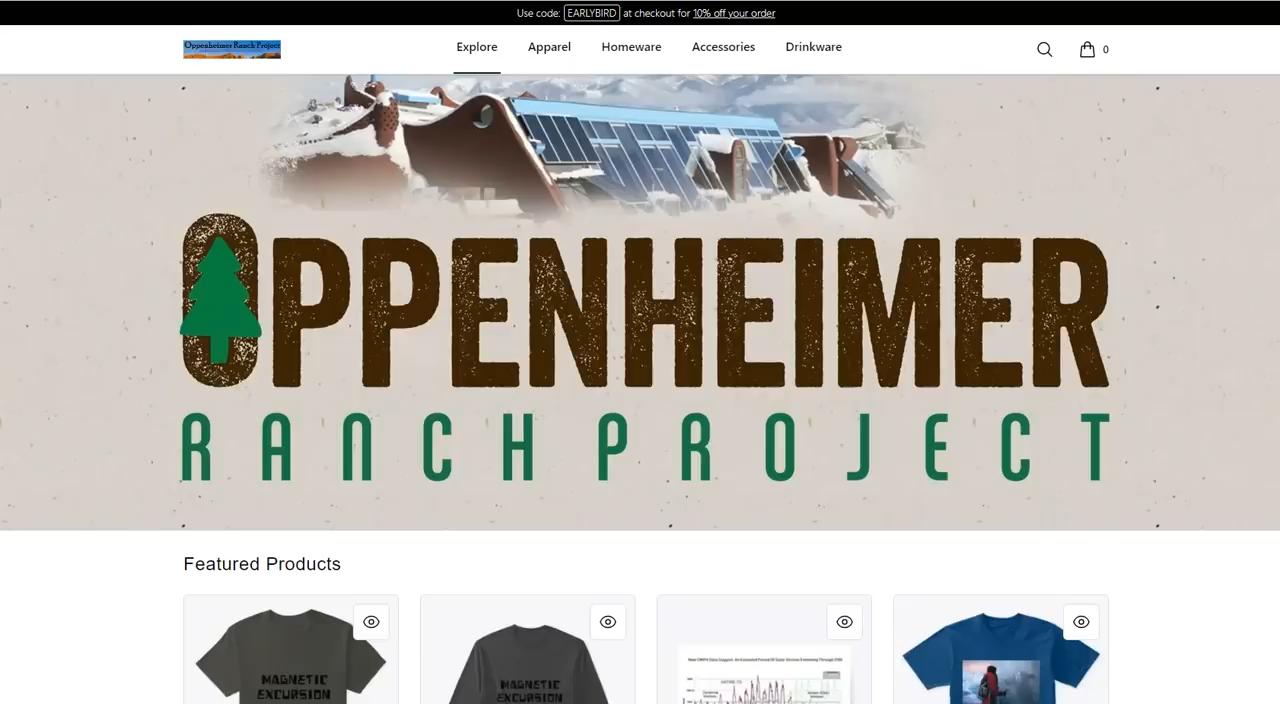 Use code: EARLYBIRD at checkout for 10% off your order
Oppenheimer Ranch Project
Explore Apparel Homeware Accessories Drinkware
0
OPPENHEIMER
RANCH PROJECT
Featured Products
MAGNETIC
EXCURSION
MAGNETIC
EXCURSION